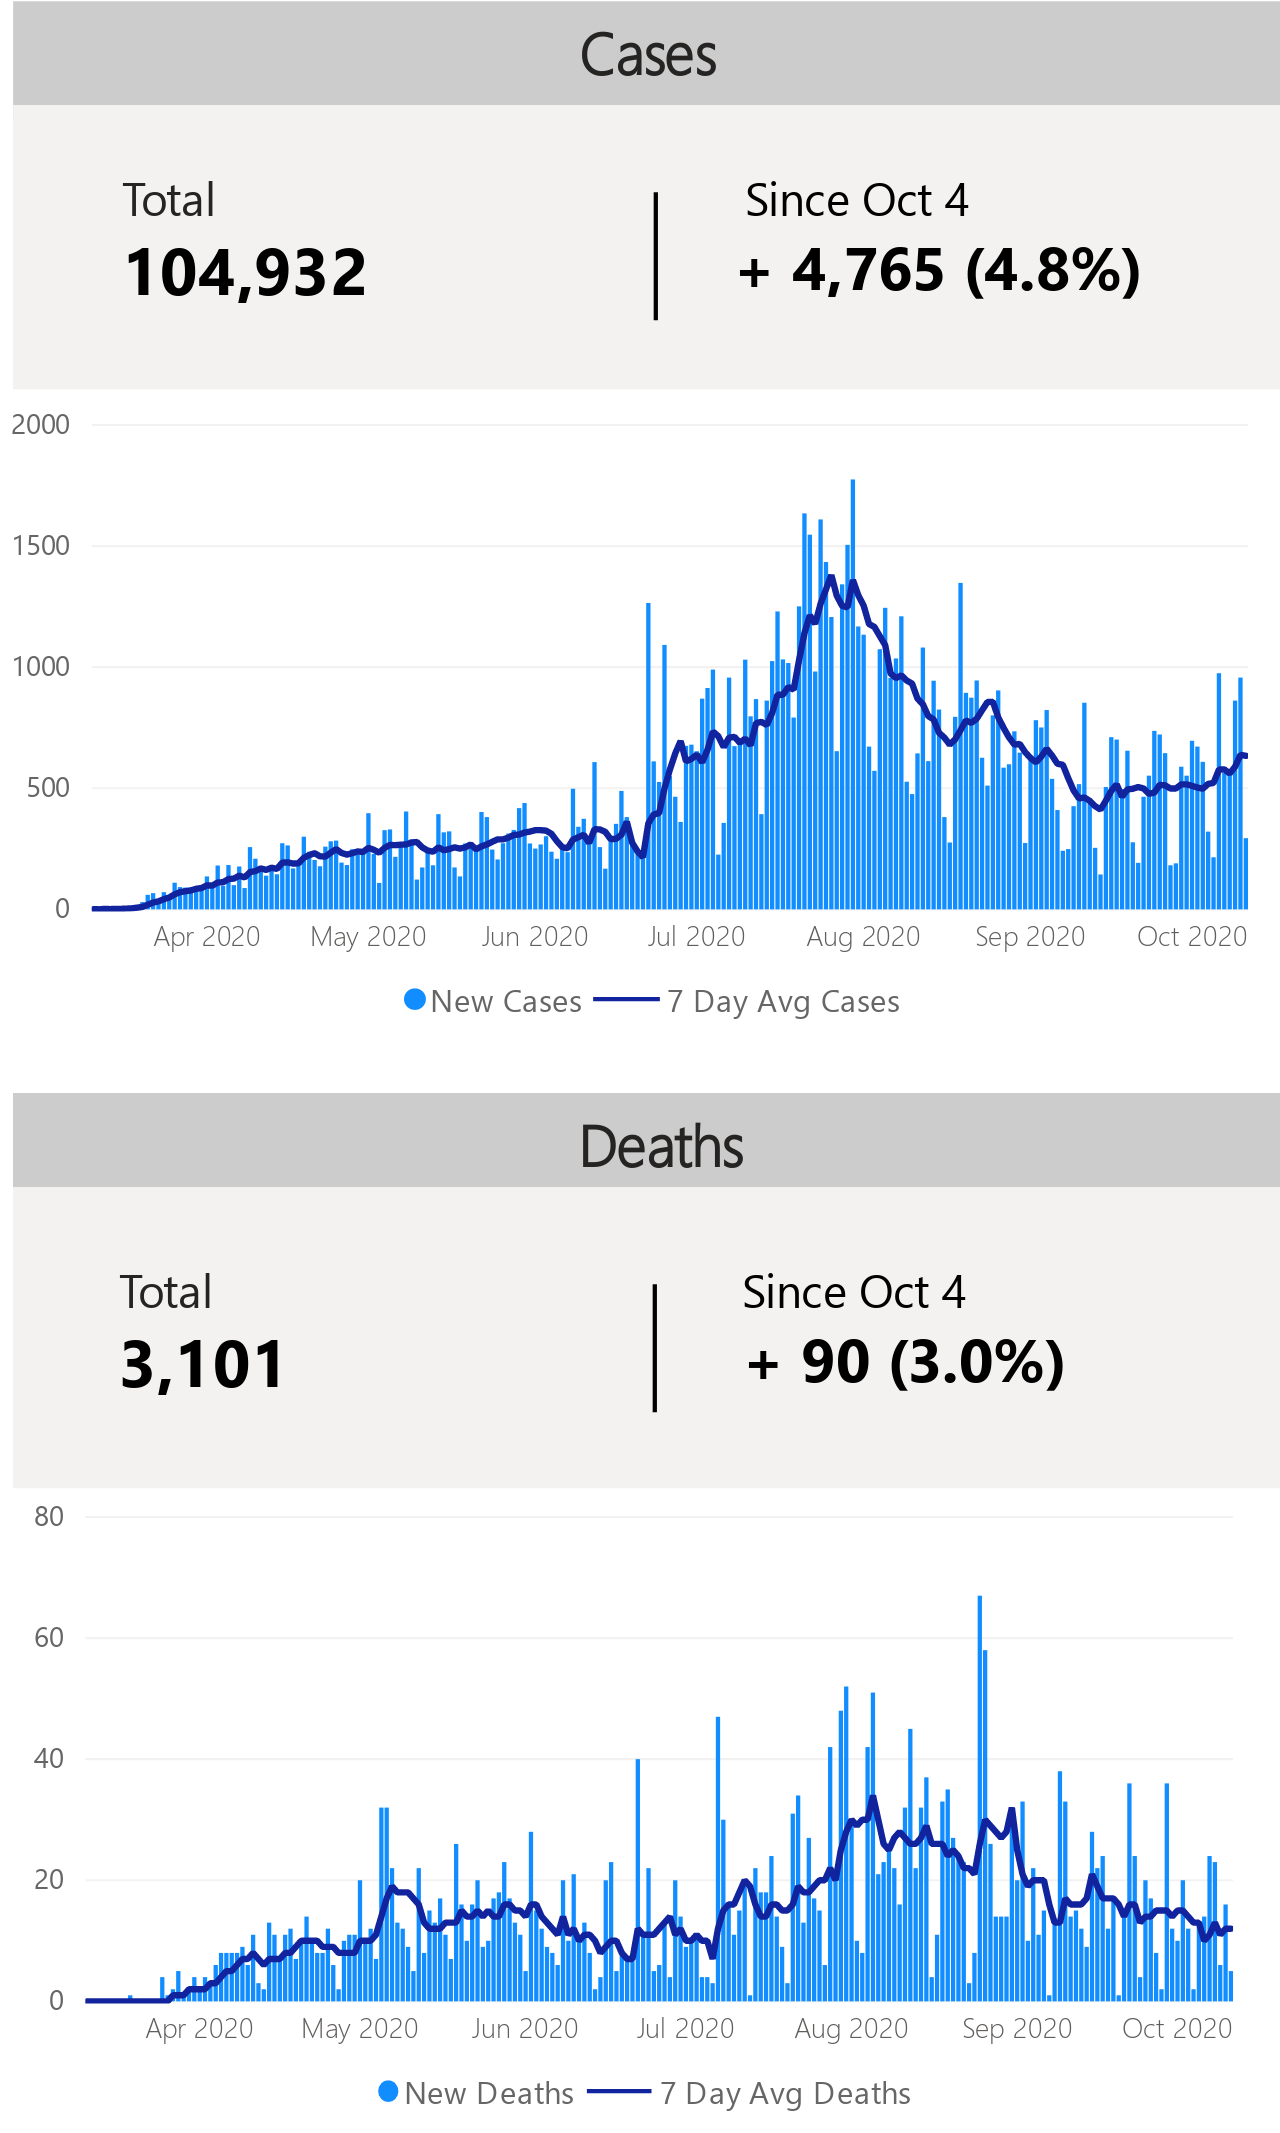 Cases
Total
Since Oct 4
104,932
+ 4,765 (4.8%)
2000
1500
1000
500
0
Apr 2020 May 2020 Jun 2020 Jul 2020 Aug 2020 Sep 2020 Oct 2020
New Cases 7 Day Avg Cases
Deaths
Total
Since Oct 4
3,101
+ 90 (3.0%)
80
60
40
20
0
Apr 2020 May 2020 Jun 2020 Jul 2020 Aug 2020 Sep 2020 Oct 2020
New Deaths 7 Day Avg Deaths